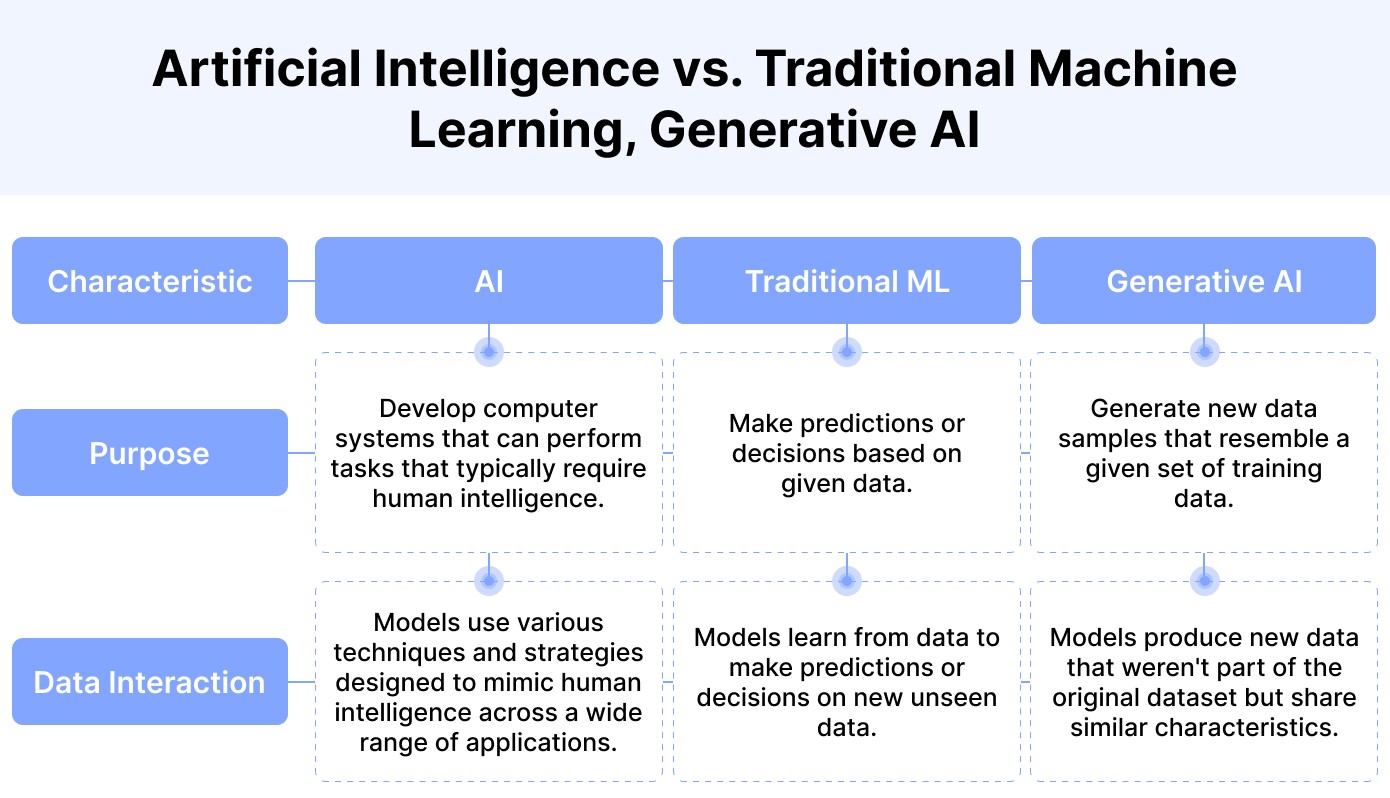 Artificial Intelligence vs. Traditional Machine
Learning, Generative AI
Characteristic
AI
Traditional ML
Generative AI
Purpose
Develop computer
systems that can perform
tasks that typically require
human intelligence.
Make predictions or
decisions based on
given data.
Generate new data
samples that resemble a
given set of training
data.
Data Interaction
Models use various
techniques and strategies
designed to mimic human
intelligence across a wide
range of applications.
Models learn from data to
make predictions or
decisions on new unseen
data.
Models produce new data
that weren't part of the
original dataset but share
similar characteristics.